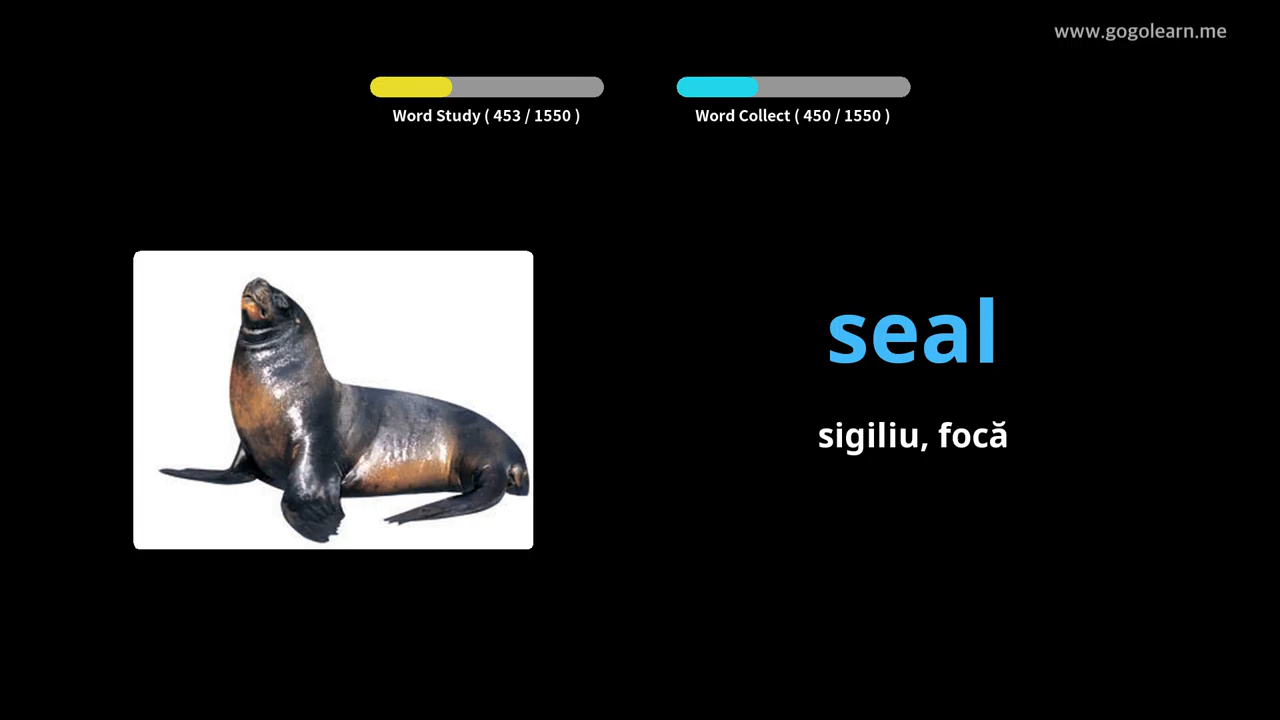 www.gogolearn.me
Word Study ( 453 / 1550 )
Word Collect ( 450 / 1550 )
seal
sigiliu, focă